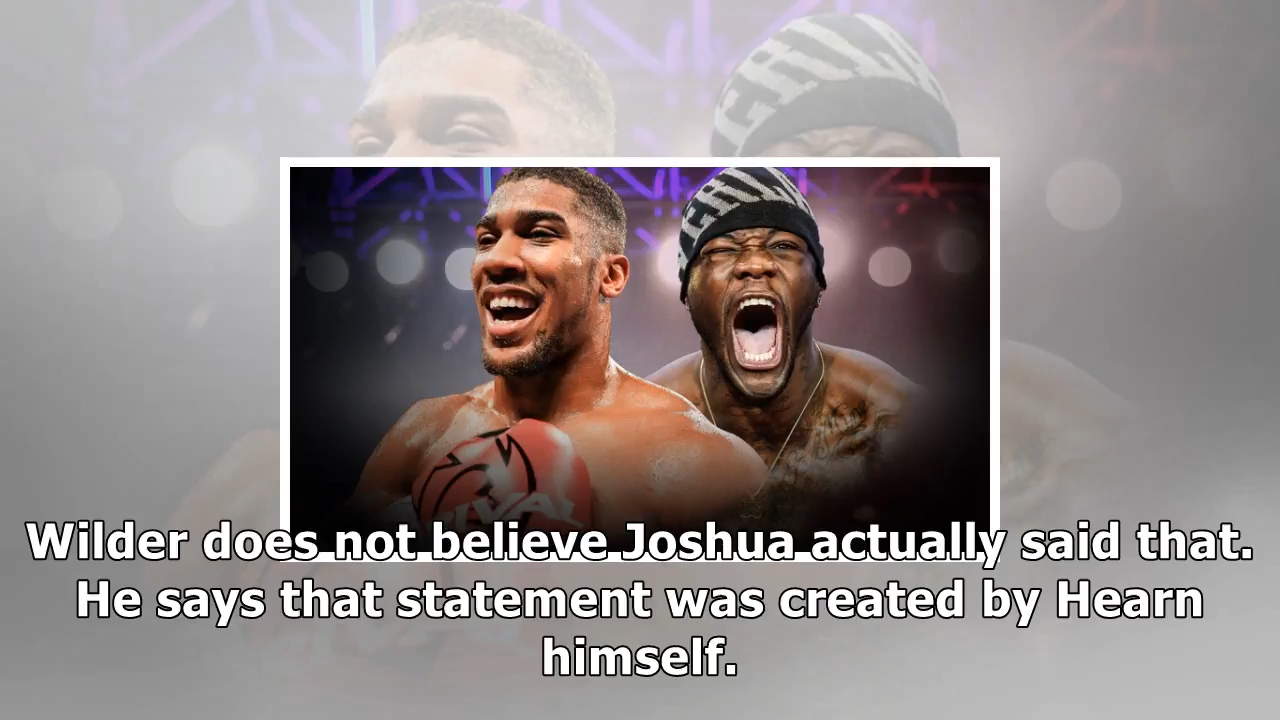 Wilder does not believe Joshua actually said that.
He says that statement was created by Hearn
himself.